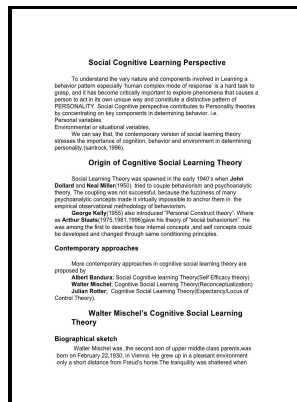 Social Cognitive Learning Perspective
To understand the vary nature and components involved in Learning a
behavior pattern especially 'human complex mode of response' is a hard task to
grasp, and it has become critically important to explore phenomena that causes a
person to act in its own unique way and constitute a distinctive pattern of
PERSONALITY. Social Cognitive perspective contributes to Personality theories
by concentrating on key components in determining behavior. i.e.
Personal variables.
Environmental or situational variables.
We can say that, the contemporary version of social learning theory
stresses the importance of cognition, behavior and environment in determining
personality.(santrock,1996).
Origin of Cognitive Social Learning Theory
Social Learning Theory was spawned in the early 1940's when John
Dollard and Neal Miller(1950) tried to couple behaviorism and psychoanalytic
theory. The coupling was not successful, because the fuzziness of many
psychoanalytic concepts made it virtually impossible to anchor them in the
empirical observational methodology of behaviorism.
George Kelly(1955) also introduced "Personal Construct theory". Where
as Arthur Staats(1975,1981,1996)gave his theory of "social behaviorism". He
was among the first to describe how internal concepts ,and self concepts could
be developed and changed through same conditioning principles.
Contemporary approaches
More contemporary approaches in cognitive social learning theory are
proposed by
Albert Bandura; Social Cognitive learning Theory(Self Efficacy theory)
Walter Mischel; Cognitive Social Learning Theory(Reconceptualization)
Julian Rotter; Cognitive Social Learning Theory(Expectancy/Locus of
Control Theory).
Walter Mischel's Cognitive Social Learning
Theory
Biographical sketch
Walter Mischel was ,the second son of upper middle class parents,was
born on February 22,1930, in Vienna, He grew up in a pleasant environment
only a short distance from Freud's home.The tranquility was shattered when